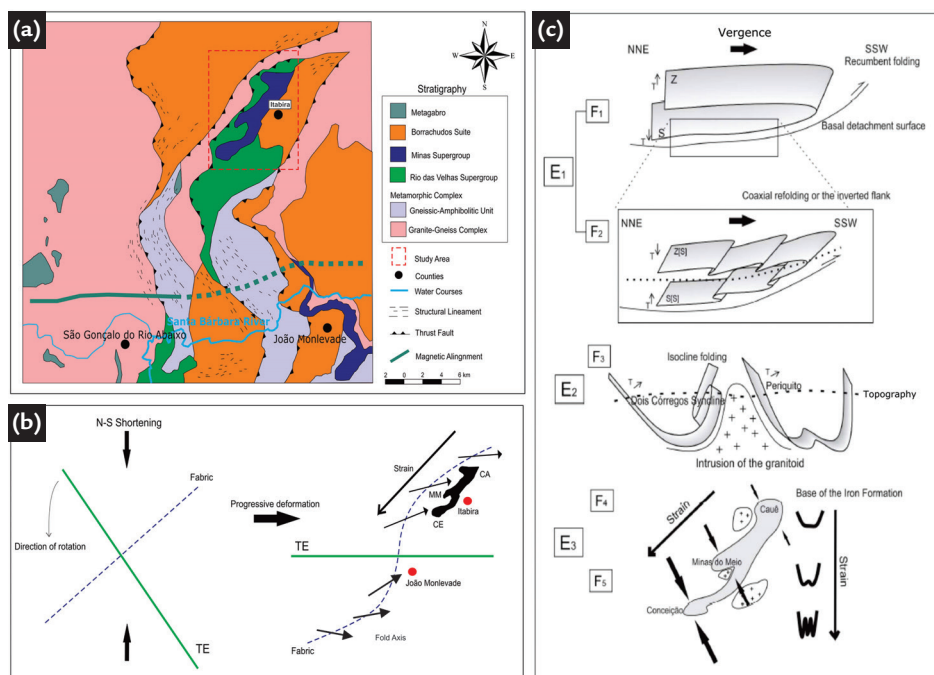 (a)
N
W
E
S
Itabira
Santa Bárbara River
São Gonçalo do Rio Abaixo
João Monlevade
Stratigraphy
Metagabro
Borrachudos Suite
Minas Supergroup
Rio das Velhas Supergroup
Metamorphic Complex
Gneissic-Amphibolitic Unit
Granite-Gneiss Complex
Study Area
Counties
Water Courses
Structural Lineament
Thrust Fault
Magnetic Alingnment
2 0 2 4 6 km
(b)
N-S Shortening
Fabric
Direction of rotation
TE
Progressive deformation
Strain
CA
MM
Itabira
CE
TE
João Monlevade
Fold Axis
Fabric
(c)
Vergence
NNE
SSW
Recumbent folding
Z
T
F1
S
T
Basal detachment surface
E1
Coaxial refolding or the inverted flank
F2
NNE
SSW
T
Z[S]
T
S[S]
F3
Isocline folding
T
T
Periquito
E2
Dois Córregos Syncline
Topography
Intrusion of the granitoid
F4
Strain
Base of the Iron Formation
Cauê
E3
Minas do Meio
F5
Strain
Conceição